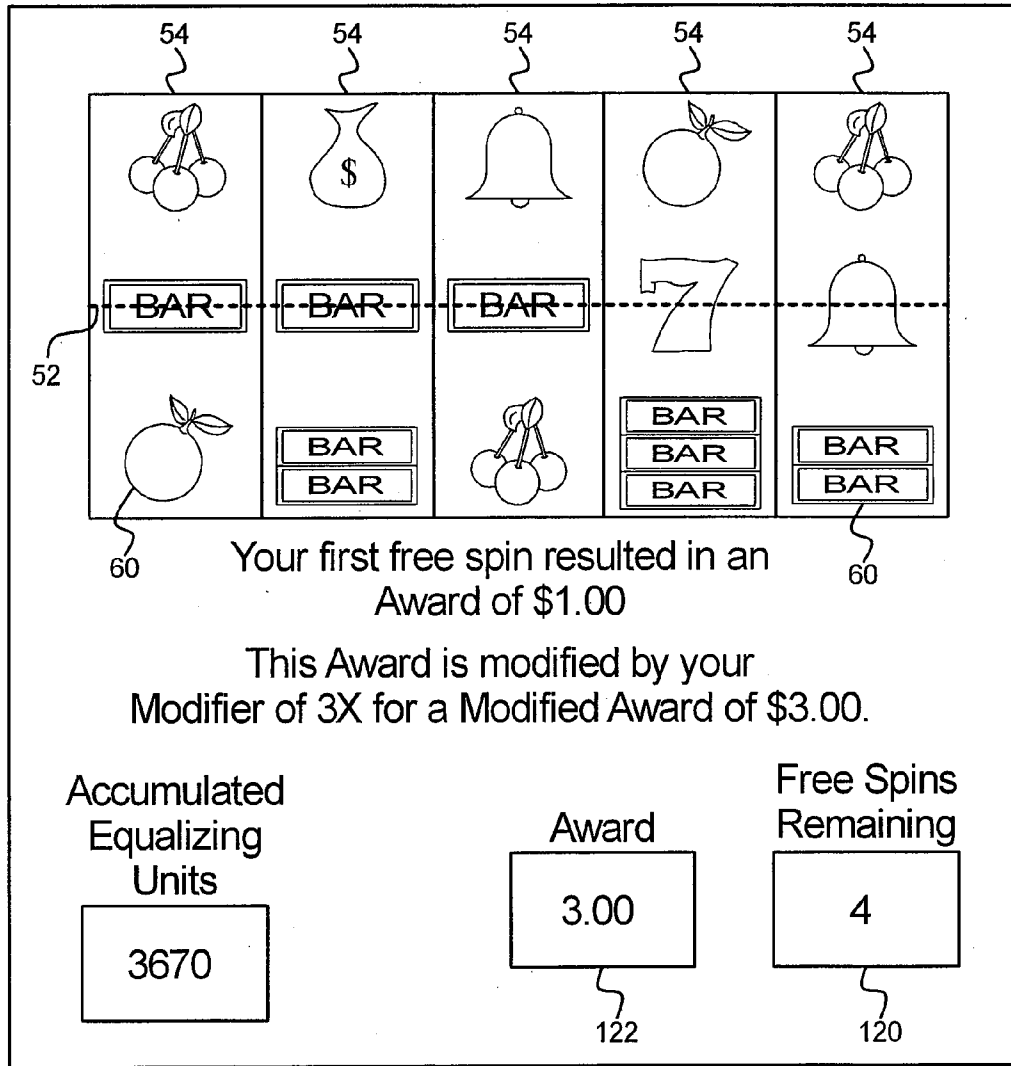 54 54 54 54 54
$
BAR BAR BAR 7
52
BAR
BAR BAR BAR
BAR BAR BAR
60 60
Your first free spin resulted in an
Award of $1.00
This Award is modified by your
Modifier of 3X for a Modified Award of $3.00.
Accumulated
Equalizing
Units
3670
Award
3.00
122
Free Spins
Remaining
4
120